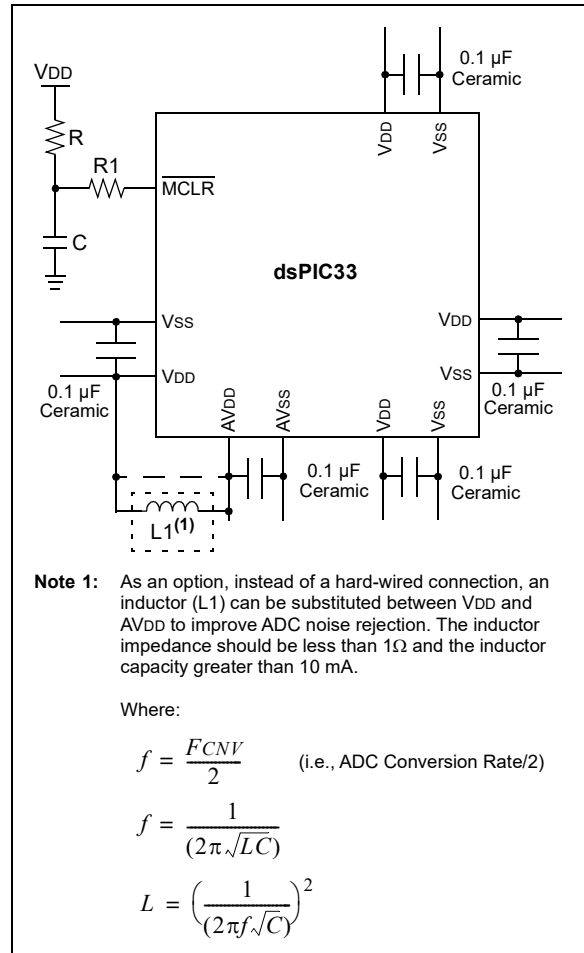 VDD
R
R1
C
MCLR
dsPIC33
VDD
VSS
0.1 µF
Ceramic
VSS
VDD
0.1 µF
Ceramic
VDD
VSS
0.1 µF
Ceramic
AVDD
AVSS
0.1 µF
Ceramic
VDD
VSS
0.1 µF
Ceramic
L1(1)
Note 1: As an option, instead of a hard-wired connection, an
inductor (L1) can be substituted between VDD and
AVDD to improve ADC noise rejection. The inductor
impedance should be less than 1Ω and the inductor
capacity greater than 10 mA.
Where:
f = FCNV / 2 (i.e., ADC Conversion Rate/2)
f = 1 / (2π√LC)
L = (1 / (2πf√C))²